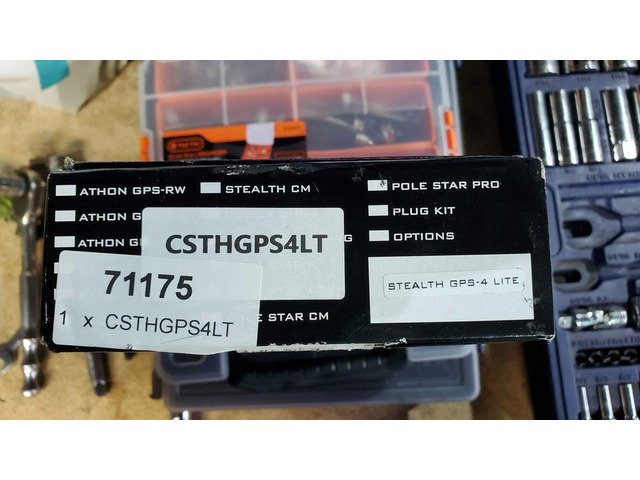 ATHON GPS-RW
STEALTH CM
POLE STAR PRO
ATHON G
PLUG KIT
ATHON G
G
OPTIONS
CSTHGPS4LT
71175
1 x CSTHGPS4LT
STEALTH GPS-4 LITE
E STAR CM
TACTIX